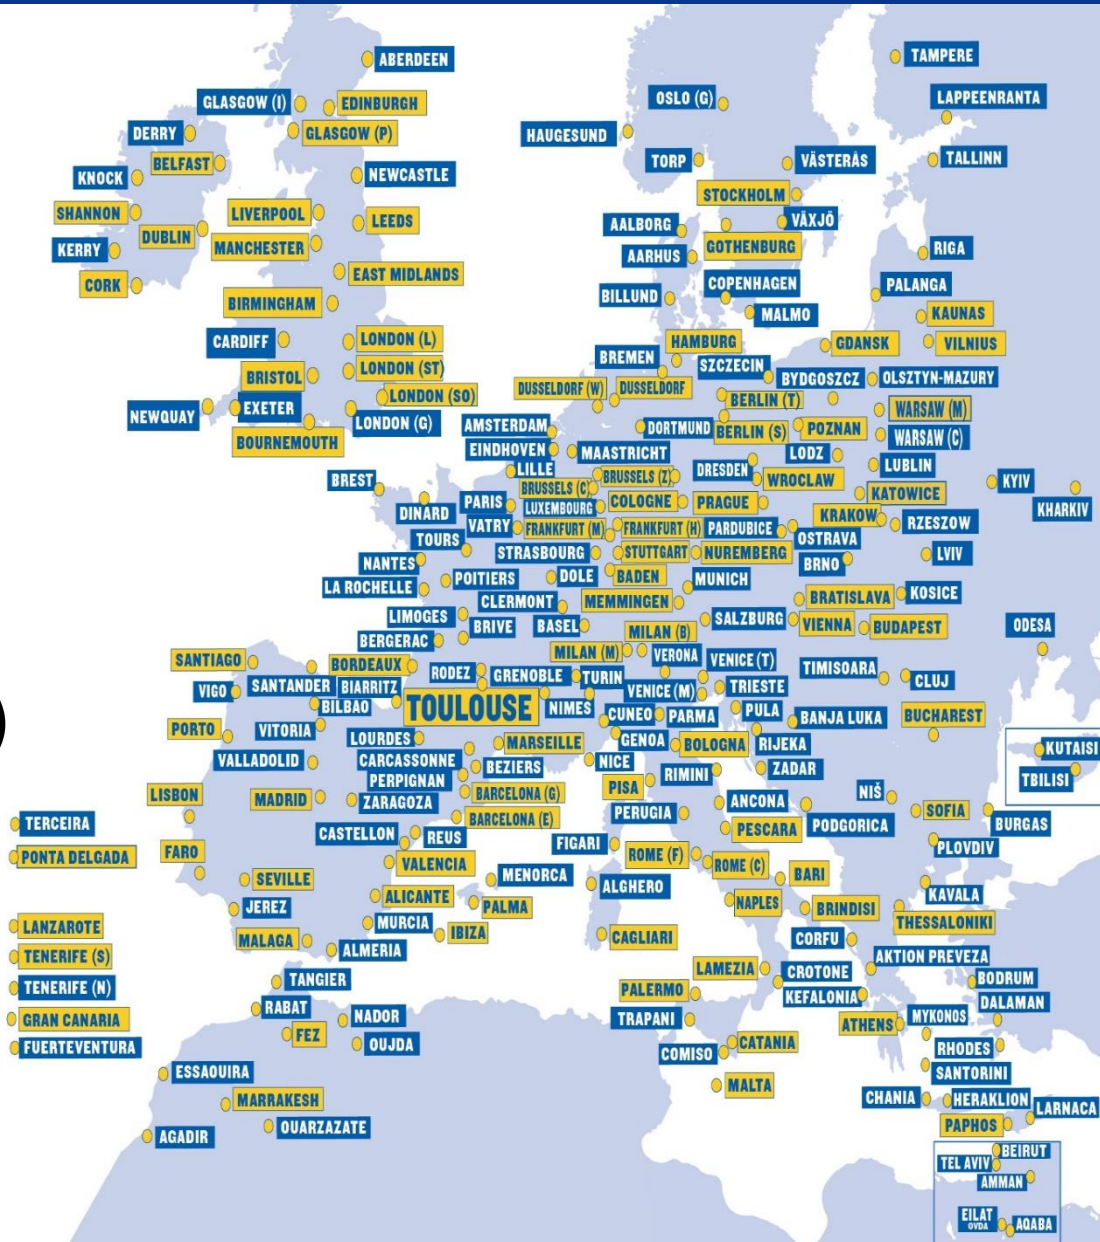 ABERDEEN
TAMPERE
GLASGOW (I)
EDINBURGH
OSLO (G)
LAPPEENRANTA
DERRY
GLASGOW (P)
HAUGESUND
BELFAST
TORP
VÄSTERÅS
TALLINN
KNOCK
NEWCASTLE
STOCKHOLM
SHANNON
LIVERPOOL
LEEDS
AALBORG
VÄXJÖ
DUBLIN
MANCHESTER
GOTHENBURG
KERRY
AARHUS
RIGA
CORK
EAST MIDLANDS
COPENHAGEN
PALANGA
BIRMINGHAM
BILLUND
MALMO
KAUNAS
CARDIFF
LONDON (L)
HAMBURG
GDANSK
VILNIUS
BREMEN
SZCZECIN
BRISTOL
LONDON (ST)
BYDGOSZCZ
OLSZTYN-MAZURY
DUSSELDORF (W)
DUSSELDORF
LONDON (SO)
BERLIN (T)
NEWQUAY
EXETER
WARSAW (M)
LONDON (G)
AMSTERDAM
DORTMUND
BERLIN (S)
POZNAN
WARSAW (C)
BOURNEMOUTH
EINDHOVEN
MAASTRICHT
LODZ
LILLE
DRESDEN
LUBLIN
BREST
BRUSSELS (Z)
WROCLAW
KYIV
BRUSSELS (C)
KATOWICE
PARIS
LUXEMBOURG
COLOGNE
PRAGUE
KHARKIV
DINARD
KRAKOW
RZESZOW
VATRY
FRANKFURT (M)
FRANKFURT (H)
PARDUBICE
OSTRAVA
TOURS
STRASBOURG
STUTTGART
NUREMBERG
LVIV
NANTES
BRNO
POITIERS
DOLE
BADEN
MUNICH
LA ROCHELLE
CLERMONT
MEMMINGEN
BRATISLAVA
KOSICE
LIMOGES
BRIVE
BASEL
SALZBURG
VIENNA
BUDAPEST
ODESA
BERGERAC
MILAN (B)
SANTIAGO
BORDEAUX
MILAN (M)
VERONA
VENICE (T)
TIMISOARA
CLUJ
RODEZ
GRENOBLE
TURIN
VIGO
SANTANDER
BIARRITZ
VENICE (M)
TRIESTE
BILBAO
TOULOUSE
NIMES
CUNEO
PARMA
PULA
BANJA LUKA
BUCHAREST
PORTO
VITORIA
LOURDES
MARSEILLE
GENOA
BOLOGNA
RIJEKA
KUTAISI
VALLADOLID
CARCASSONNE
BEZIERS
NICE
RIMINI
ZADAR
TBILISI
PERPIGNAN
PISA
LISBON
MADRID
ZARAGOZA
BARCELONA (G)
ANCONA
NIŠ
SOFIA
TERCEIRA
BARCELONA (E)
PERUGIA
PODGORICA
BURGAS
CASTELLON
REUS
PESCARA
PONTA DELGADA
FARO
FIGARI
ROME (F)
PLOVDIV
VALENCIA
ROME (C)
SEVILLE
MENORCA
ALGHERO
BARI
KAVALA
JEREZ
ALICANTE
PALMA
NAPLES
BRINDISI
THESSALONIKI
LANZAROTE
MURCIA
MALAGA
IBIZA
CAGLIARI
CORFU
TENERIFE (S)
ALMERIA
AKTION PREVEZA
LAMEZIA
CROTONE
TENERIFE (N)
TANGIER
PALERMO
KEFALONIA
BODRUM
RABAT
DALAMAN
GRAN CANARIA
NADOR
TRAPANI
ATHENS
MYKONOS
FEZ
FUERTEVENTURA
OUJDA
COMISO
CATANIA
RHODES
ESSAOUIRA
SANTORINI
MALTA
MARRAKESH
CHANIA
HERAKLION
LARNACA
AGADIR
OUARZAZATE
PAPHOS
BEIRUT
TEL AVIV
AMMAN
EILAT
OVDA
AQABA
)